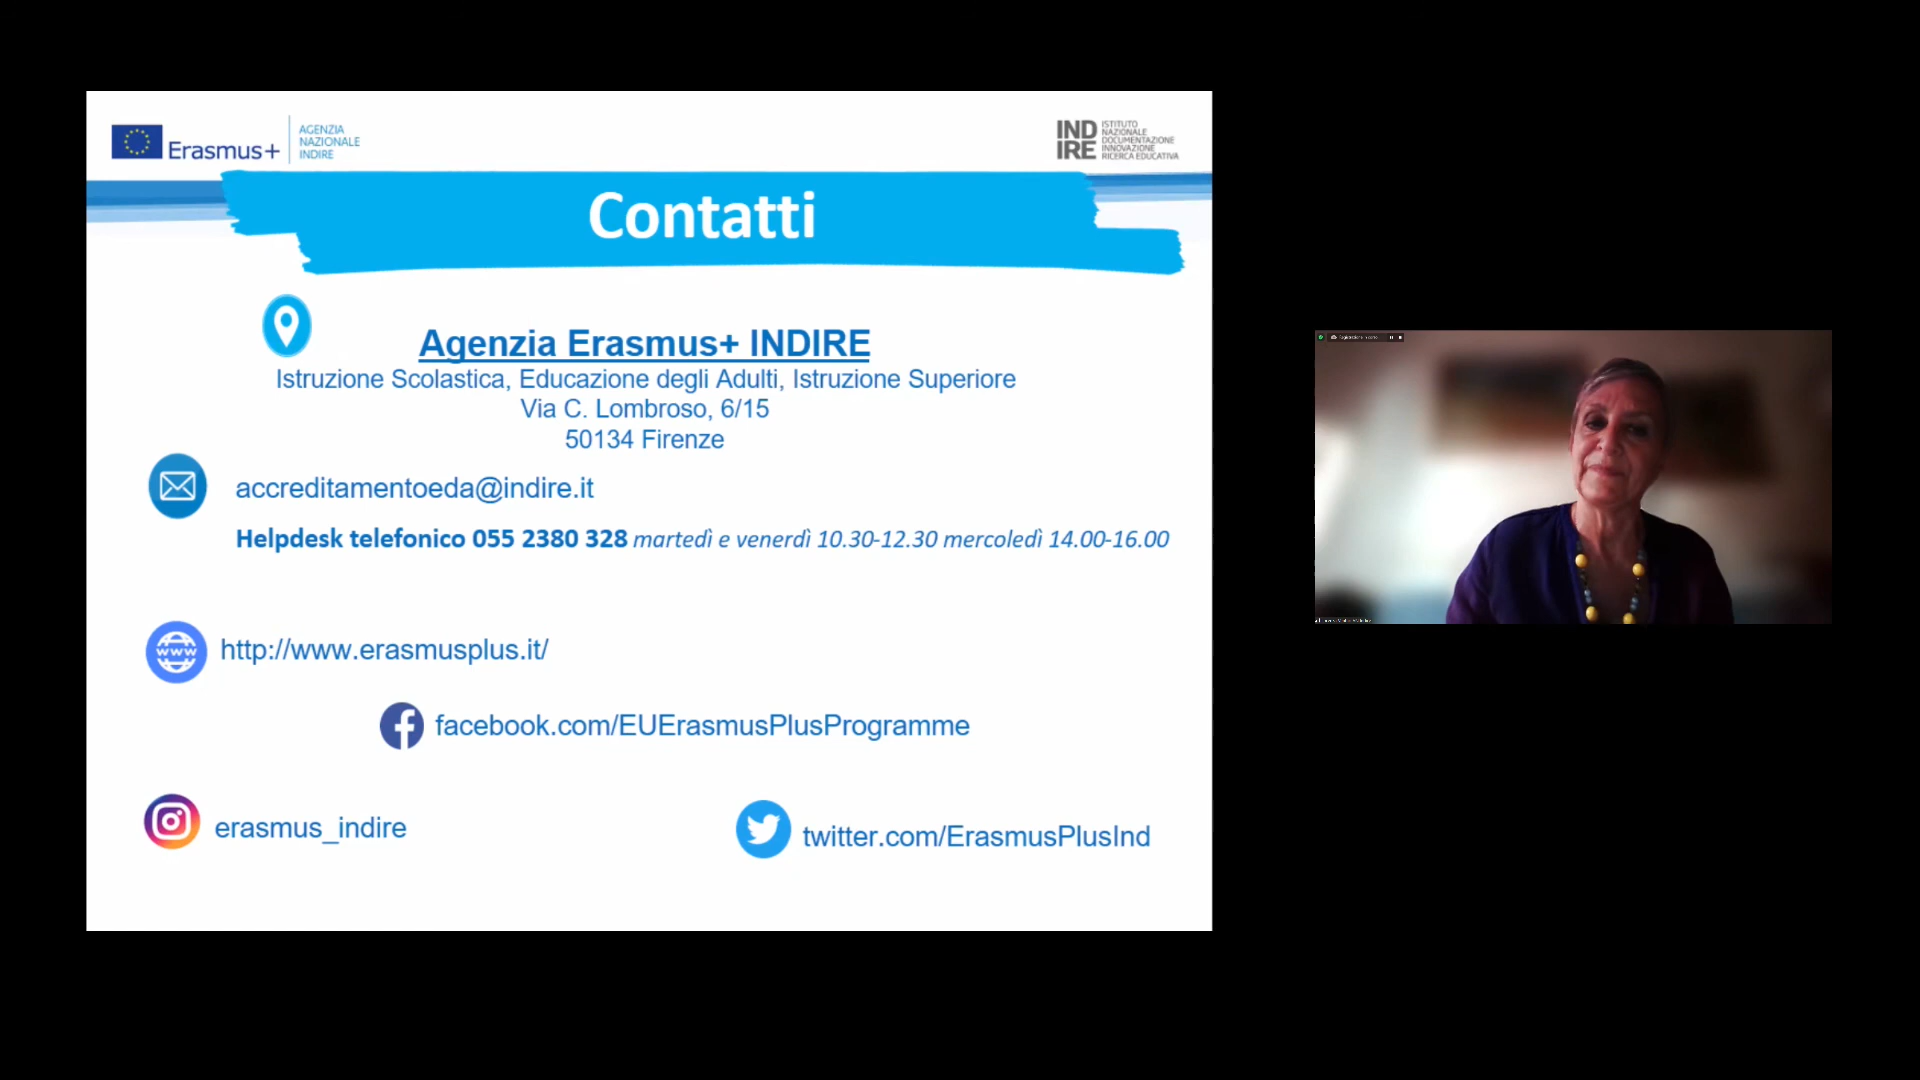 Erasmus+
AGENZIA
NAZIONALE
INDIRE
IND
IRE
ISTITUTO
NAZIONALE
DOCUMENTAZIONE
INNOVAZIONE
RICERCA EDUCATIVA
Contatti
Agenzia Erasmus+ INDIRE
Istruzione Scolastica, Educazione degli Adulti, Istruzione Superiore
Via C. Lombroso, 6/15
50134 Firenze
accreditamentoeda@indire.it
Helpdesk telefonico 055 2380 328 martedì e venerdì 10.30-12.30 mercoledì 14.00-16.00
www
http://www.erasmusplus.it/
facebook.com/EUErasmusPlusProgramme
erasmus_indire
twitter.com/ErasmusPlusInd